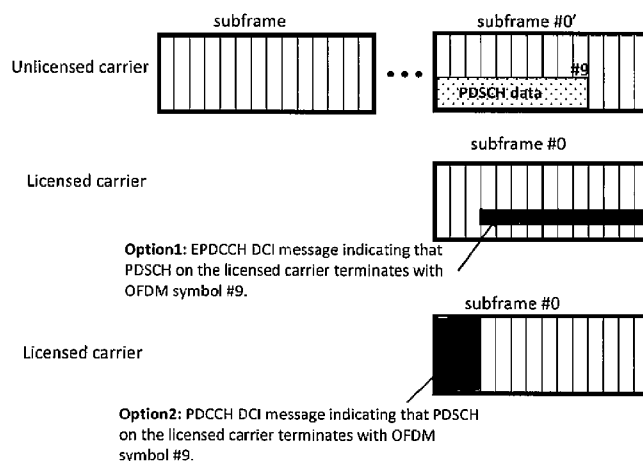 subframe
subframe #0'
Unlicensed carrier
#9
PDSCH data
subframe #0
Licensed carrier
Option1: EPDCCH DCI message indicating that
PDSCH on the licensed carrier terminates with
OFDM symbol #9.
subframe #0
Licensed carrier
Option2: PDCCH DCI message indicating that PDSCH
on the licensed carrier terminates with OFDM
symbol #9.